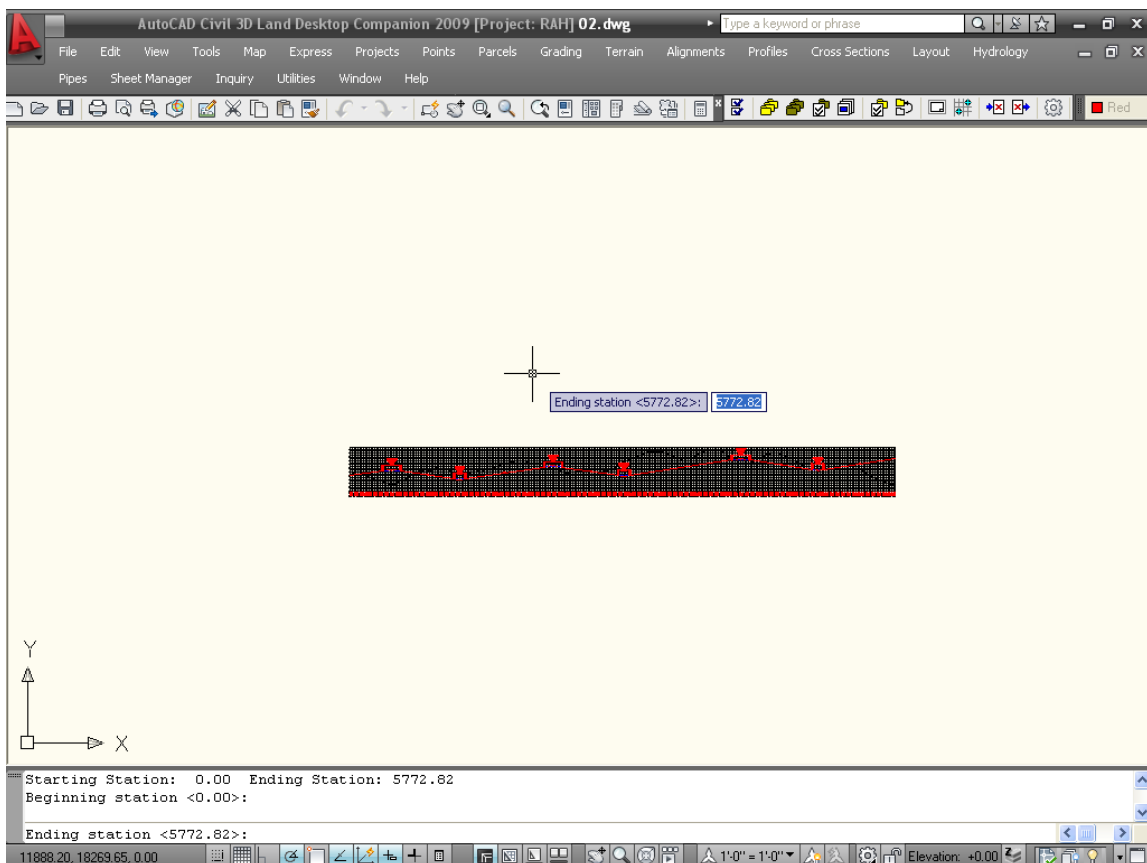 AutoCAD Civil 3D Land Desktop Companion 2009 [Project: RAH] 02.dwg
Type a keyword or phrase
File Edit View Tools Map Express Projects Points Parcels Grading Terrain Alignments Profiles Cross Sections Layout Hydrology
Pipes Sheet Manager Inquiry Utilities Window Help
Red
Ending station <5772.82>: 5772.82
Y
X
Starting Station: 0.00 Ending Station: 5772.82
Beginning station <0.00>:
Ending station <5772.82>:
11888.20, 18269.65, 0.00 1'-0" = 1'-0" Elevation: +0.00